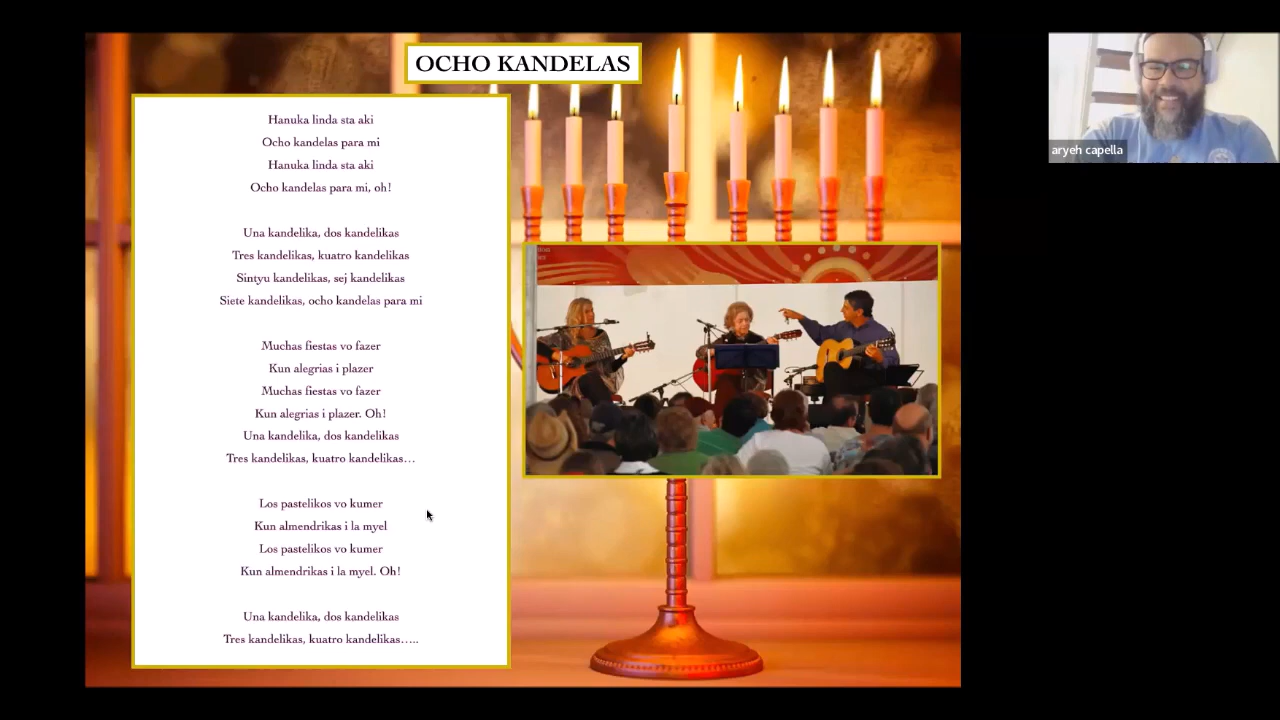 OCHO KANDELAS
Hanuka linda sta aki
Ocho kandelas para mi
Hanuka linda sta aki
Ocho kandelas para mi, oh!
Una kandelika, dos kandelikas
Tres kandelikas, kuatro kandelikas
Sintyu kandelikas, sej kandelikas
Siete kandelikas, ocho kandelas para mi
Muchas fiestas vo fazer
Kun alegrias i plazer
Muchas fiestas vo fazer
Kun alegrias i plazer. Oh!
Una kandelika, dos kandelikas
Tres kandelikas, kuatro kandelikas…
Los pastelikos vo kumer
Kun almendrikas i la myel
Los pastelikos vo kumer
Kun almendrikas i la myel. Oh!
Una kandelika, dos kandelikas
Tres kandelikas, kuatro kandelikas…..
aryeh capella